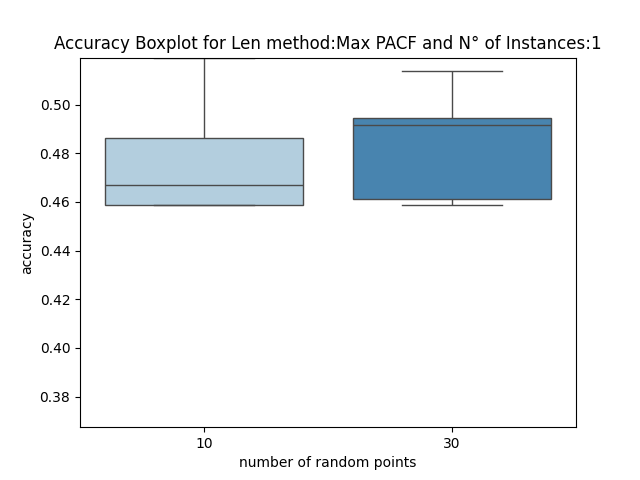 Accuracy Boxplot for Len method:Max PACF and N° of Instances:1
0.50
0.48
0.46
0.44
0.42
0.40
0.38
accuracy
10 30
number of random points